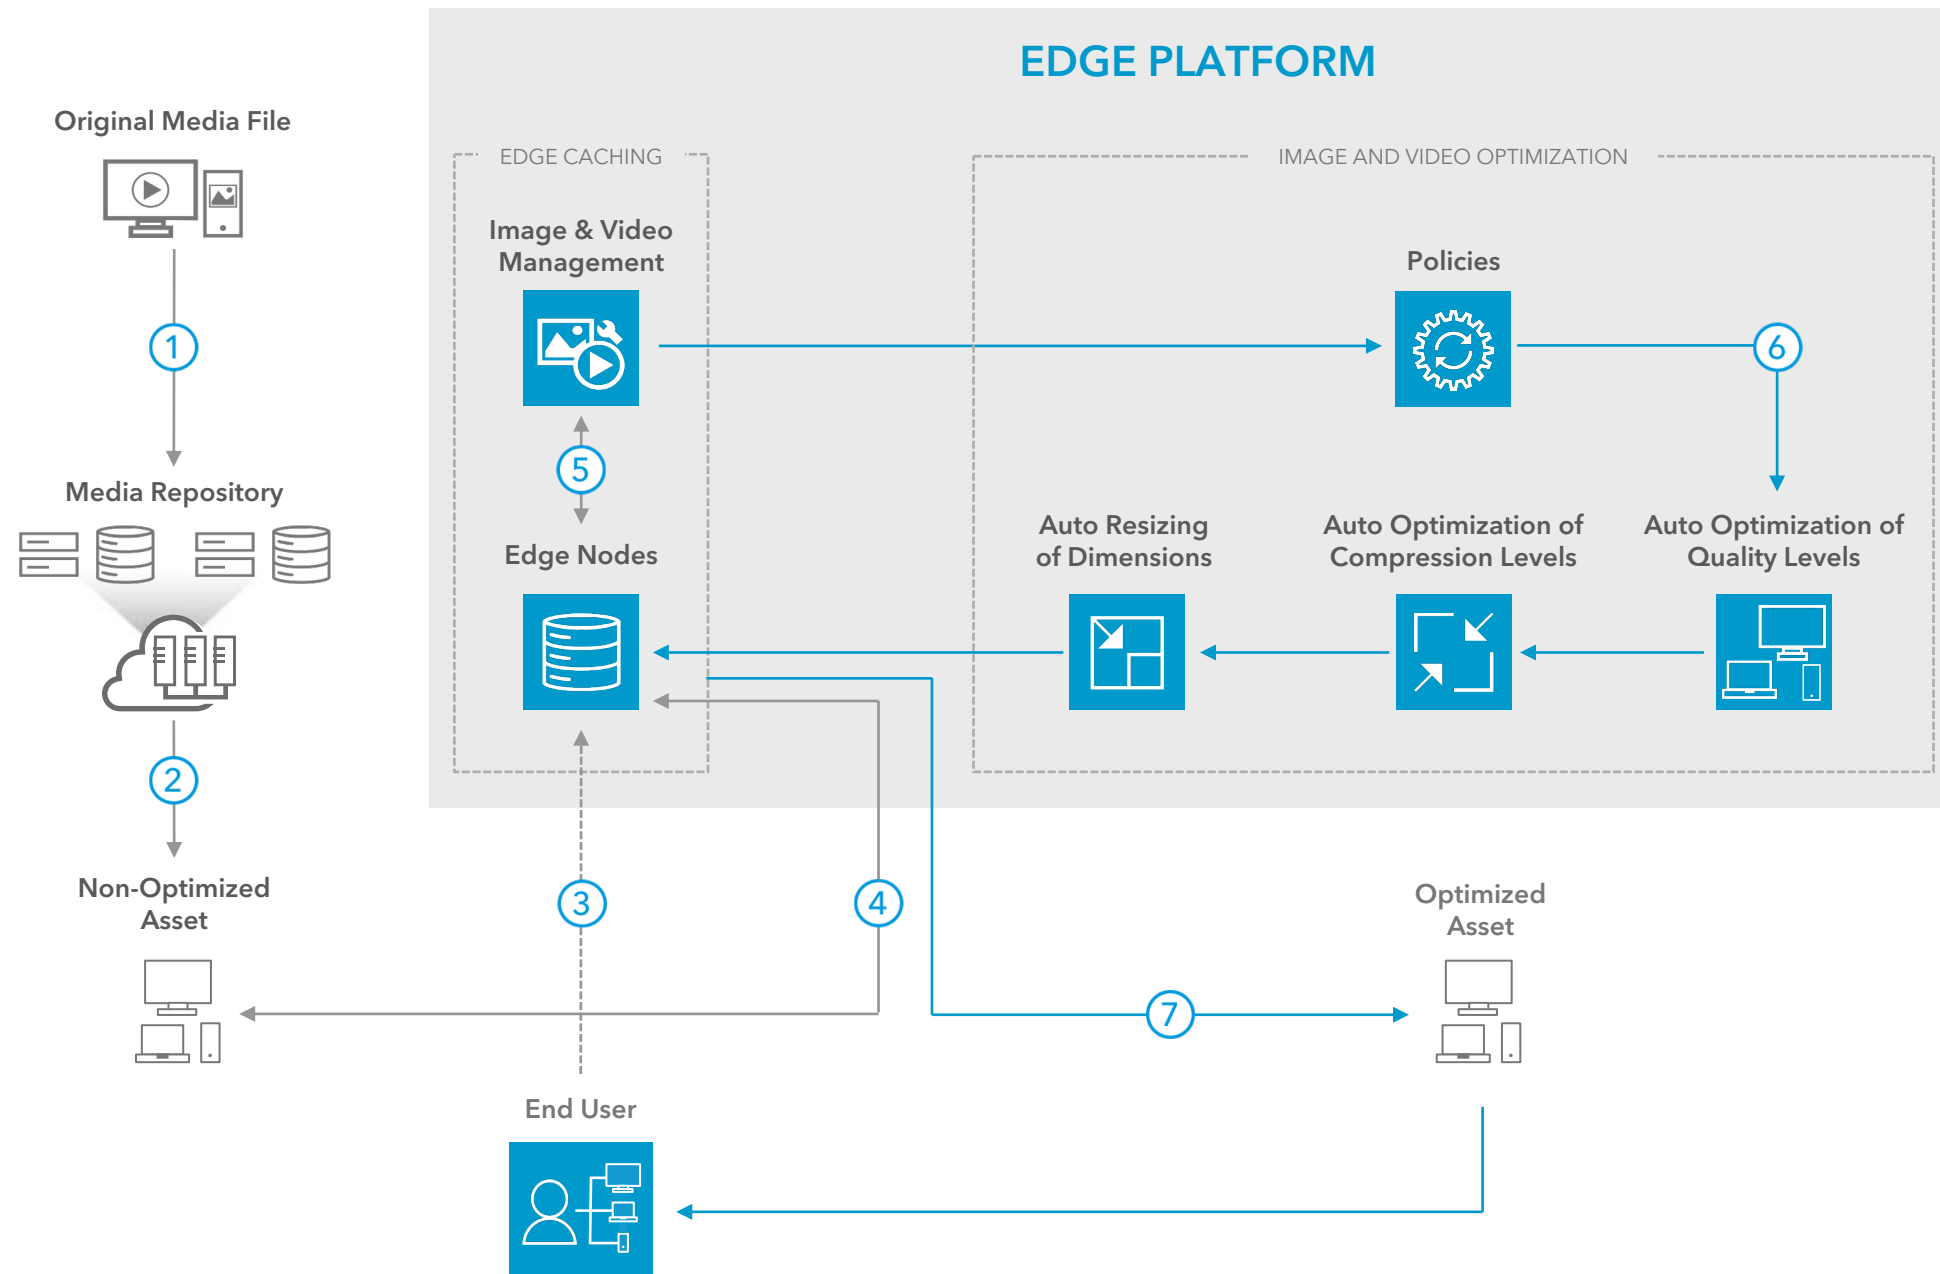 EDGE PLATFORM
Original Media File
EDGE CACHING
IMAGE AND VIDEO OPTIMIZATION
Image & Video
Management
Policies
1
6
5
Media Repository
Edge Nodes
Auto Resizing
of Dimensions
Auto Optimization of
Compression Levels
Auto Optimization of
Quality Levels
2
Non-Optimized
Asset
3
4
Optimized
Asset
7
End User